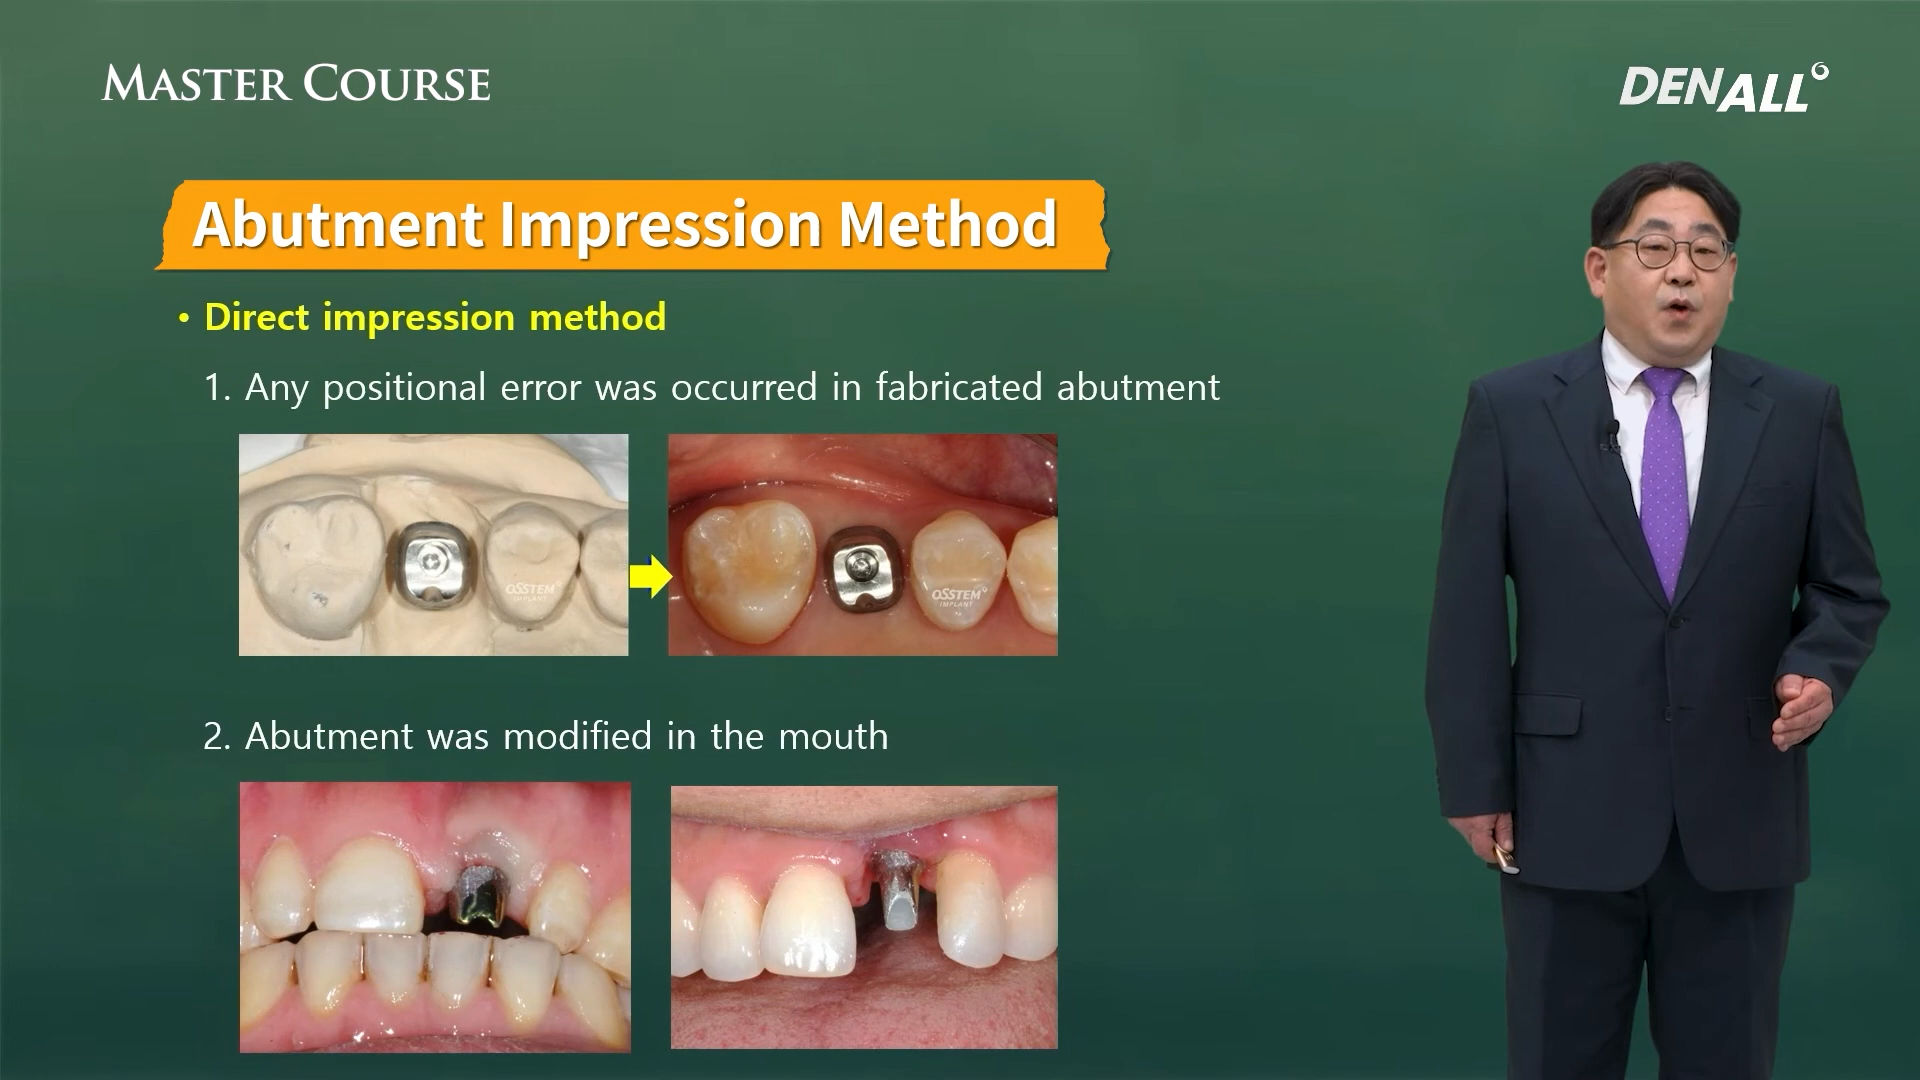 MASTER COURSE
DENALL
Abutment Impression Method
• Direct impression method
1. Any positional error was occurred in fabricated abutment
OSSTEM
IMPLANT
OSSTEM
IMPLANT
2. Abutment was modified in the mouth